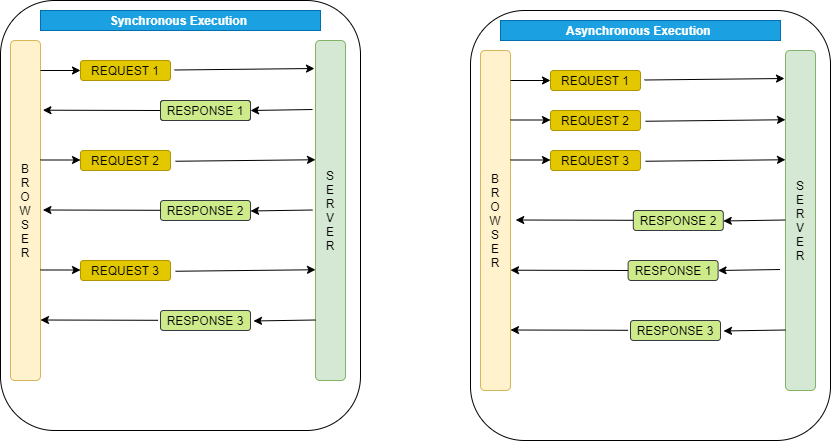 Synchronous Execution
REQUEST 1
RESPONSE 1
REQUEST 2
RESPONSE 2
REQUEST 3
RESPONSE 3
BROWSER
SERVER
Asynchronous Execution
REQUEST 1
REQUEST 2
REQUEST 3
RESPONSE 2
RESPONSE 1
RESPONSE 3
BROWSER
SERVER